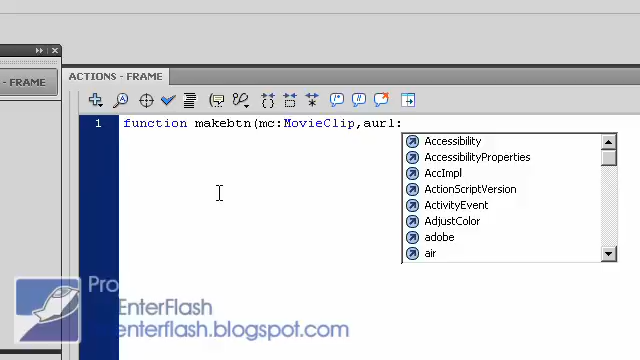 FRAME
ACTIONS - FRAME
1 function makebtn(mc:MovieClip,aurl:
Accessibility
AccessibilityProperties
AccImpl
ActionScriptVersion
ActivityEvent
AdjustColor
adobe
air
Pro
EnterFlash
enterflash.blogspot.com